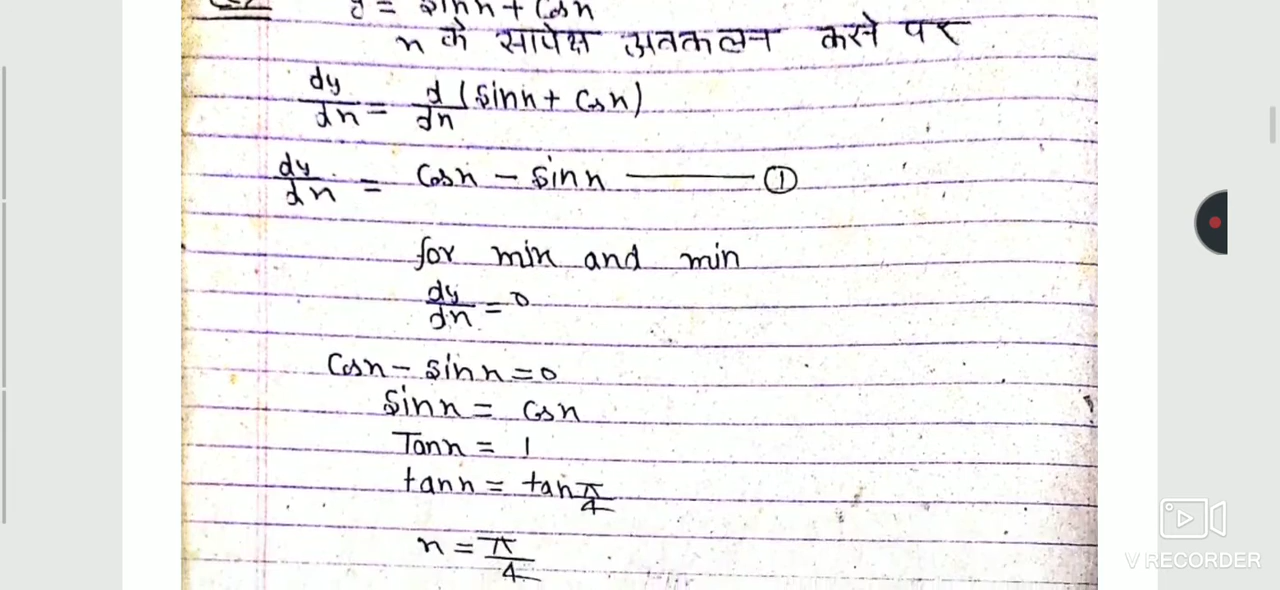 y = sinx + cosx
x के सापेक्ष अवकलन करने पर
dy/dx = d/dx (sinx + cosx)
dy/dx = cosx - sinx ——— ①
for min and min
dy/dx = 0
cosx - sinx = 0
sinx = cosx
Tanx = 1
tanx = tan π/4
x = π/4
V RECORDER